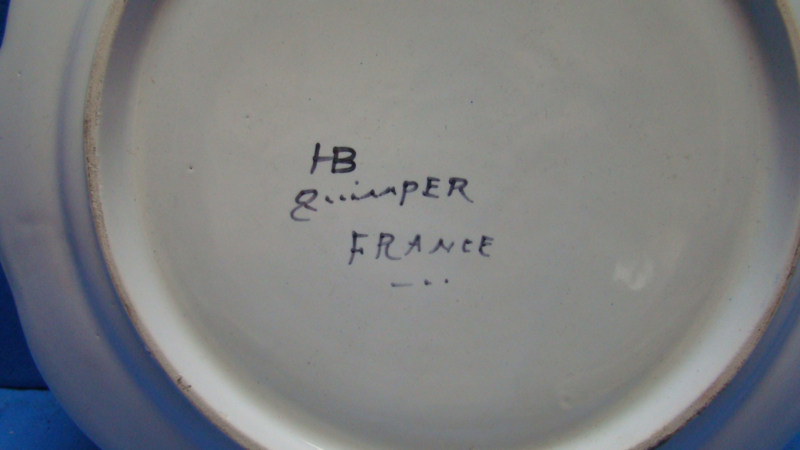 HB
QuimPER
FRANCE
-..